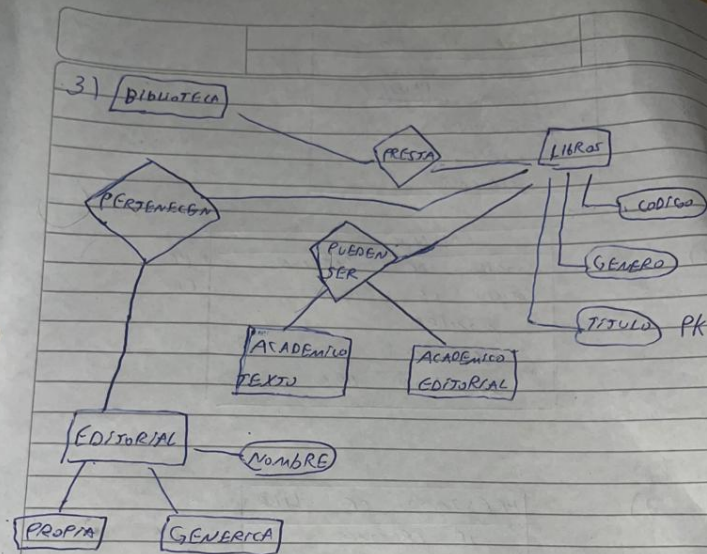 3) BIBLIOTECA
PRESTA
LIBROS
PERTENECEN
CODIGO
PUEDEN
SER
GENERO
TITULO PK
ACADEMICO
TEXTO
ACADEMICO
EDITORIAL
EDITORIAL
NOMBRE
PROPIA
GENERICA